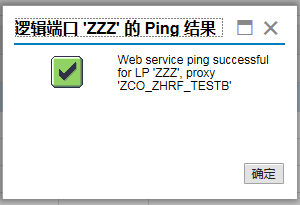 逻辑端口 'ZZZ' 的 Ping 结果
Web service ping successful
for LP 'ZZZ', proxy
'ZCO_ZHRF_TESTB'
确定